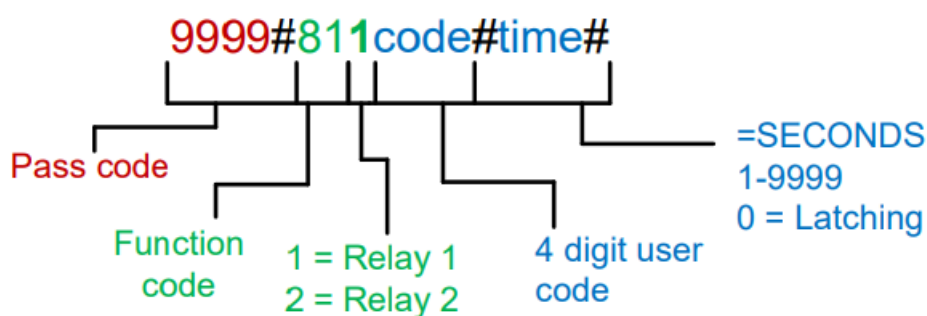 9999#811code#time#
Pass code
Function
code
1 = Relay 1
2 = Relay 2
4 digit user
code
=SECONDS
1-9999
0 = Latching